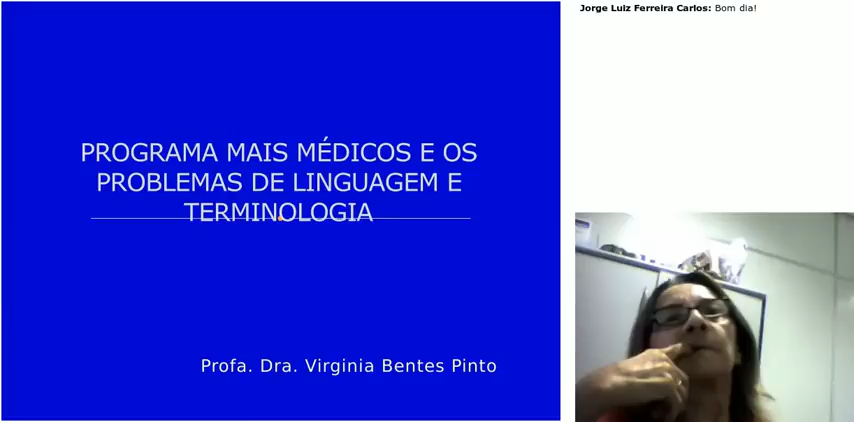 PROGRAMA MAIS MÉDICOS E OS
PROBLEMAS DE LINGUAGEM E
TERMINOLOGIA
Profa. Dra. Virginia Bentes Pinto
Jorge Luiz Ferreira Carlos: Bom dia!